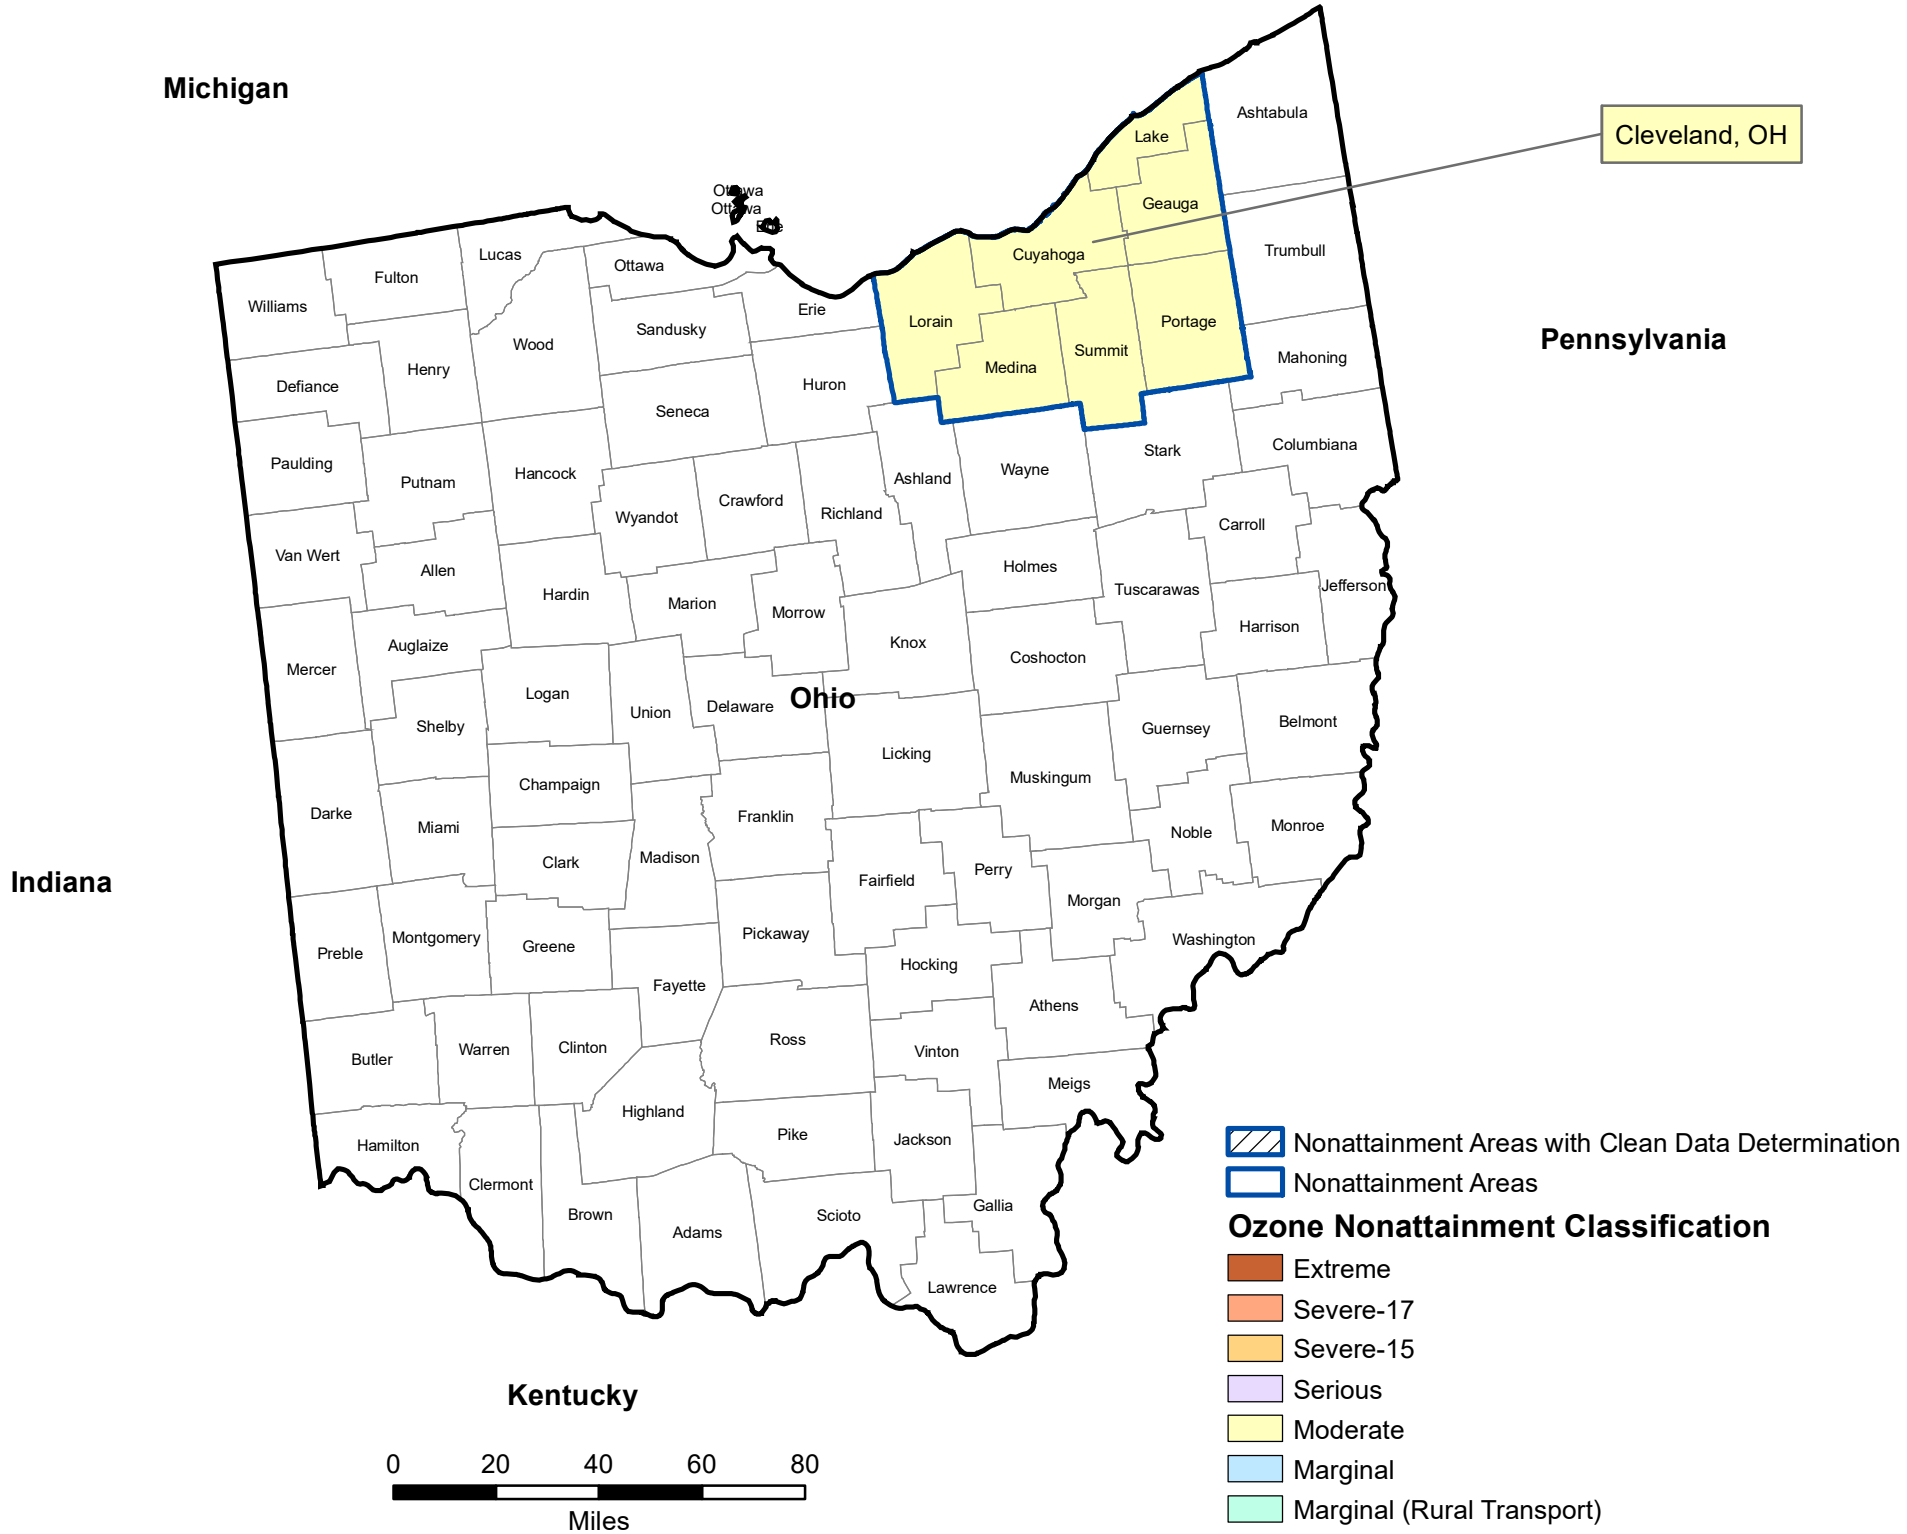 Michigan
Ashtabula
Cleveland, OH
Lake
Ottawa
Ottawa
Erie
Geauga
Lucas
Cuyahoga
Trumbull
Fulton
Ottawa
Williams
Erie
Lorain
Portage
Sandusky
Wood
Pennsylvania
Summit
Mahoning
Henry
Medina
Defiance
Huron
Seneca
Columbiana
Stark
Paulding
Wayne
Hancock
Ashland
Putnam
Crawford
Richland
Wyandot
Carroll
Van Wert
Holmes
Allen
Jefferson
Tuscarawas
Hardin
Marion
Morrow
Harrison
Knox
Auglaize
Coshocton
Mercer
Logan
Ohio
Delaware
Union
Belmont
Shelby
Guernsey
Licking
Muskingum
Champaign
Darke
Franklin
Monroe
Miami
Noble
Madison
Clark
Perry
Fairfield
Indiana
Morgan
Pickaway
Montgomery
Washington
Greene
Preble
Hocking
Fayette
Athens
Ross
Clinton
Warren
Vinton
Butler
Meigs
Highland
Pike
Jackson
Hamilton
Clermont
Gallia
Brown
Scioto
Adams
Lawrence
Kentucky
0 20 40 60 80
Miles
Nonattainment Areas with Clean Data Determination
Nonattainment Areas
Ozone Nonattainment Classification
Extreme
Severe-17
Severe-15
Serious
Moderate
Marginal
Marginal (Rural Transport)